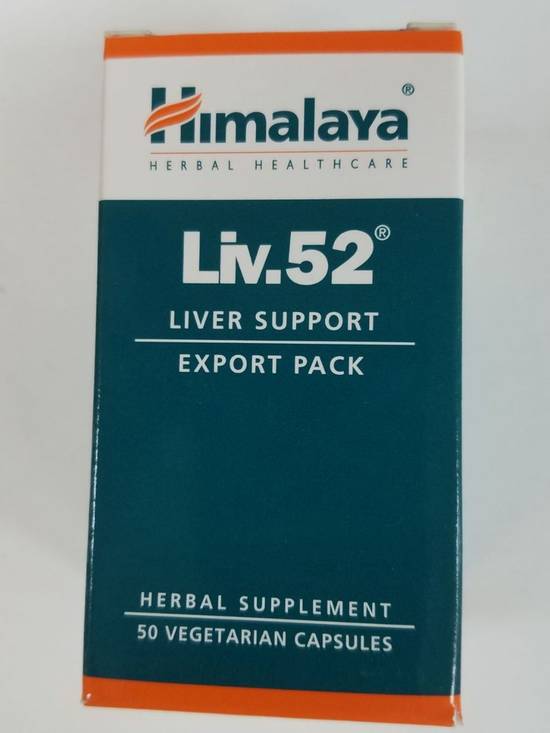 Himalaya®
HERBAL HEALTHCARE
Liv.52®
LIVER SUPPORT
EXPORT PACK
HERBAL SUPPLEMENT
50 VEGETARIAN CAPSULES